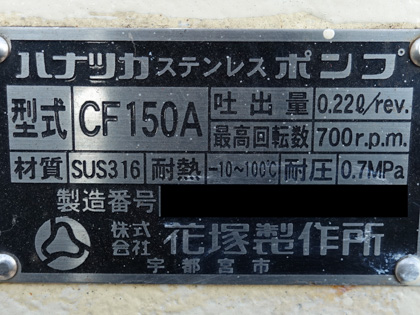 ハナツカステンレスポンプ
型式 CF150A 吐出量 0.22ℓ/rev.
最高回転数 700r.p.m.
材質 SUS316 耐熱 -10~100℃ 耐圧 0.7MPa
製造番号
株式会社 花塚製作所
宇都宮市